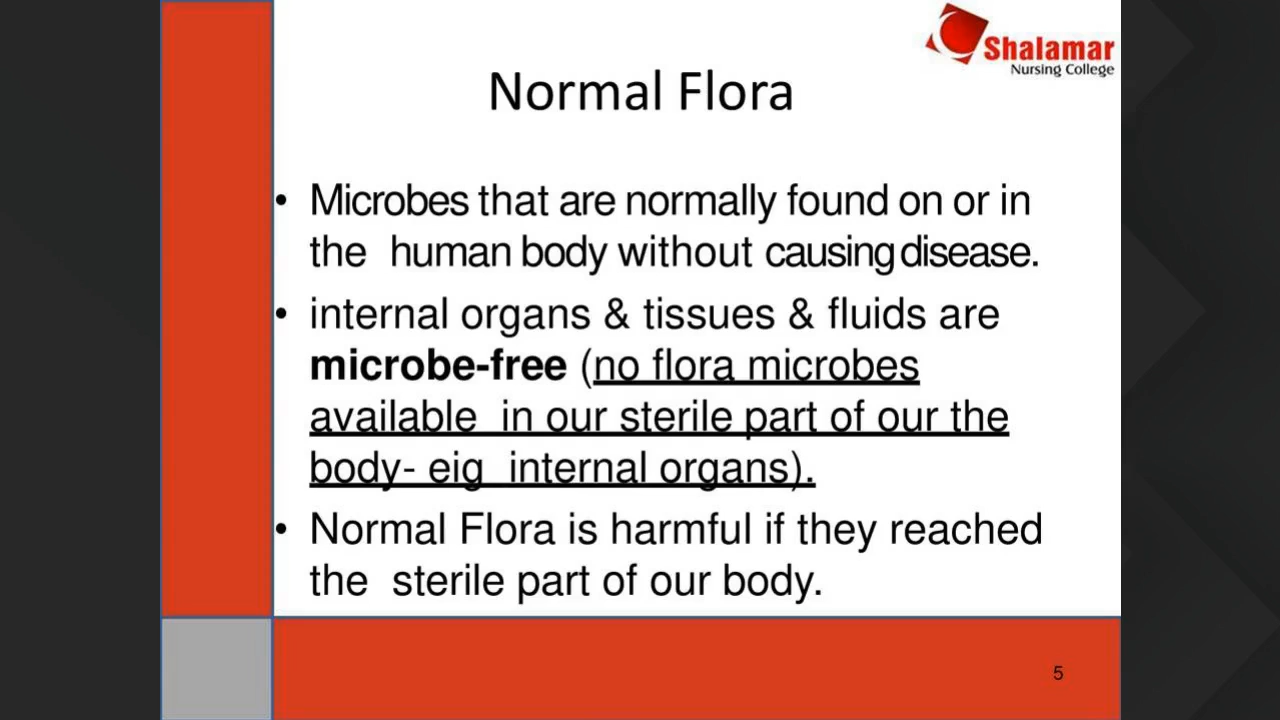 Shalamar
Nursing College
Normal Flora
• Microbes that are normally found on or in
the human body without causing disease.
• internal organs & tissues & fluids are
microbe-free (no flora microbes
available in our sterile part of our the
body- eig internal organs).
• Normal Flora is harmful if they reached
the sterile part of our body.
5